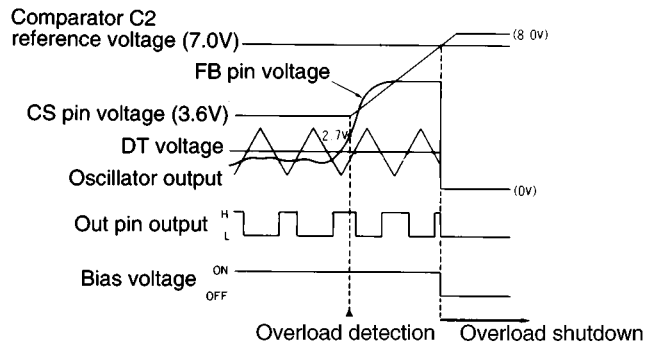 Comparator C2
reference voltage (7.0V)
(8.0V)
FB pin voltage
CS pin voltage (3.6V)
2.7V
DT voltage
Oscillator output
(0V)
Out pin output
H
L
Bias voltage
ON
OFF
Overload detection
Overload shutdown